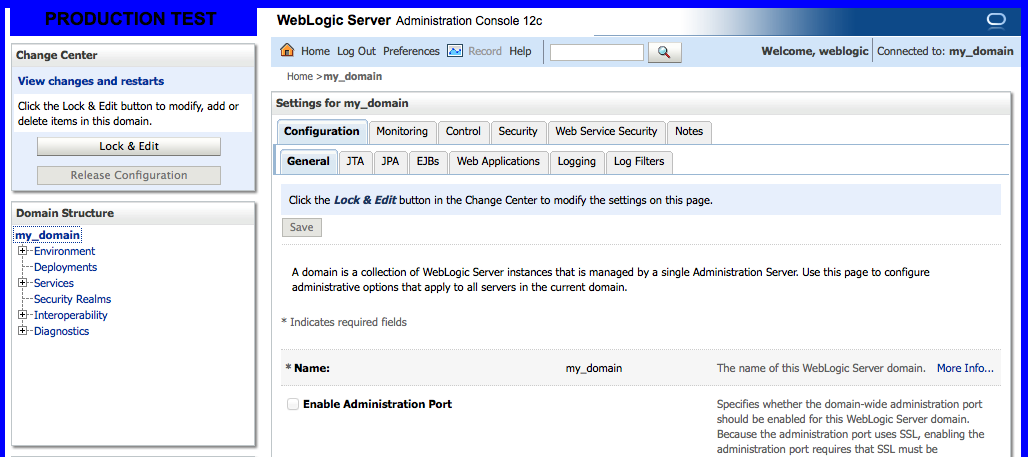 PRODUCTION TEST
WebLogic Server Administration Console 12c
Change Center
View changes and restarts
Click the Lock & Edit button to modify, add or
delete items in this domain.
Lock & Edit
Release Configuration
Domain Structure
my_domain
Environment
Deployments
Services
Security Realms
Interoperability
Diagnostics
Home Log Out Preferences Record Help
Welcome, weblogic Connected to: my_domain
Home >my_domain
Settings for my_domain
Configuration Monitoring Control Security Web Service Security Notes
General JTA JPA EJBs Web Applications Logging Log Filters
Click the Lock & Edit button in the Change Center to modify the settings on this page.
Save
A domain is a collection of WebLogic Server instances that is managed by a single Administration Server. Use this page to configure
administrative options that apply to all servers in the current domain.
* Indicates required fields
* Name: my_domain The name of this WebLogic Server domain. More Info...
Enable Administration Port Specifies whether the domain-wide administration port
should be enabled for this WebLogic Server domain.
Because the administration port uses SSL, enabling the
administration port requires that SSL must be